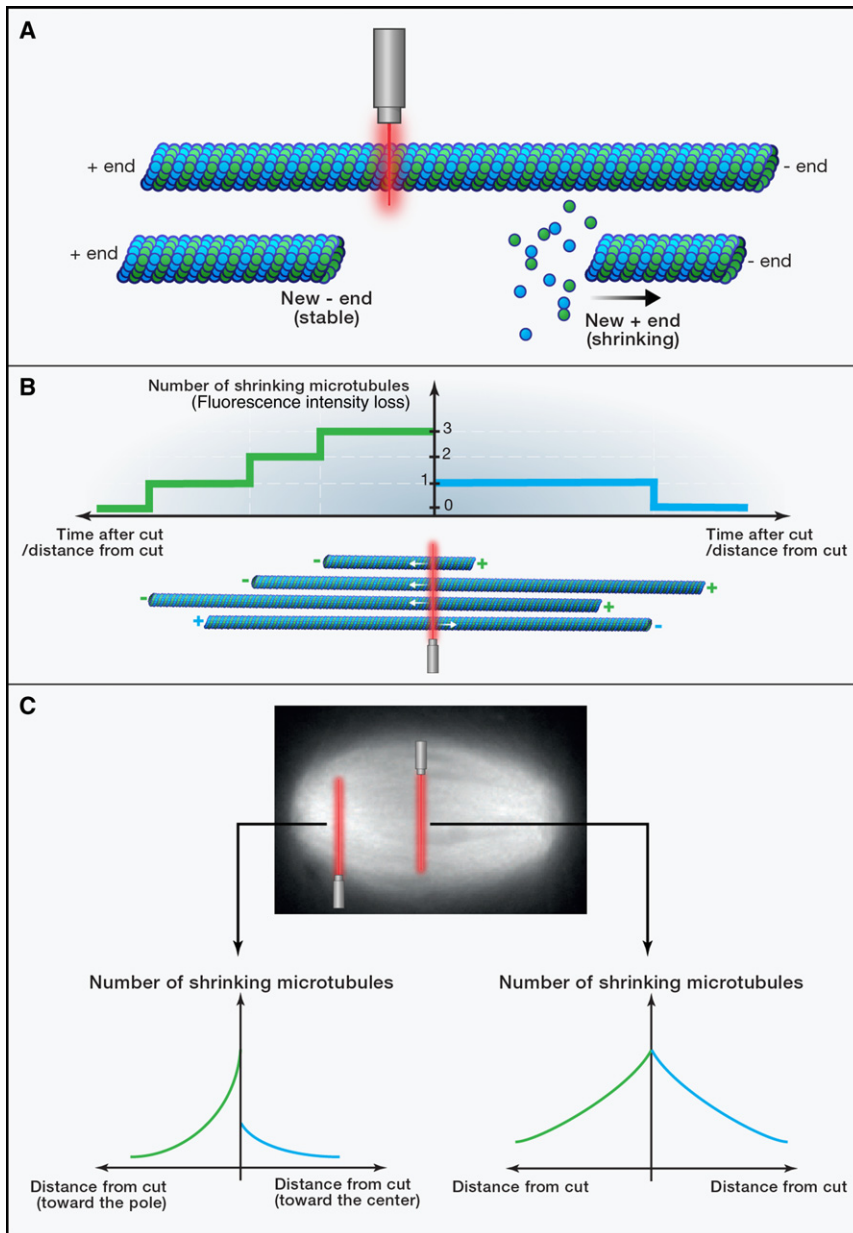 A
+ end
- end
+ end
- end
New - end
(stable)
New + end
(shrinking)
B
Number of shrinking microtubules
(Fluorescence intensity loss)
3
2
1
0
Time after cut
/distance from cut
Time after cut
/distance from cut
- +
- +
- +
+ -
C
Number of shrinking microtubules
Number of shrinking microtubules
Distance from cut
(toward the pole)
Distance from cut
(toward the center)
Distance from cut
Distance from cut